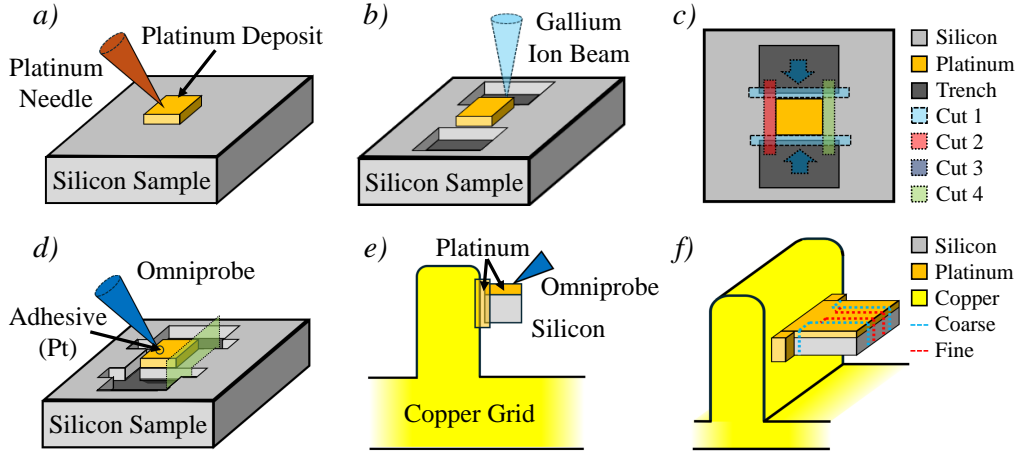 a)
Platinum Deposit
Platinum
Needle
Silicon Sample
b)
Gallium
Ion Beam
Silicon Sample
c)
Silicon
Platinum
Trench
Cut 1
Cut 2
Cut 3
Cut 4
d)
Omniprobe
Adhesive
(Pt)
Silicon Sample
e)
Platinum
Omniprobe
Silicon
Copper Grid
f)
Silicon
Platinum
Copper
Coarse
Fine